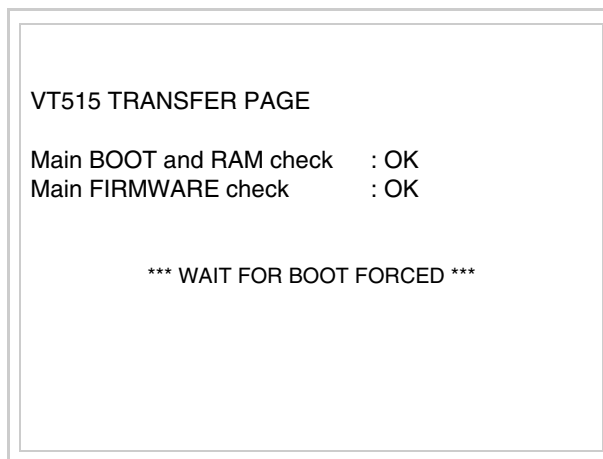 VT515 TRANSFER PAGE
Main BOOT and RAM check : OK
Main FIRMWARE check : OK
*** WAIT FOR BOOT FORCED ***